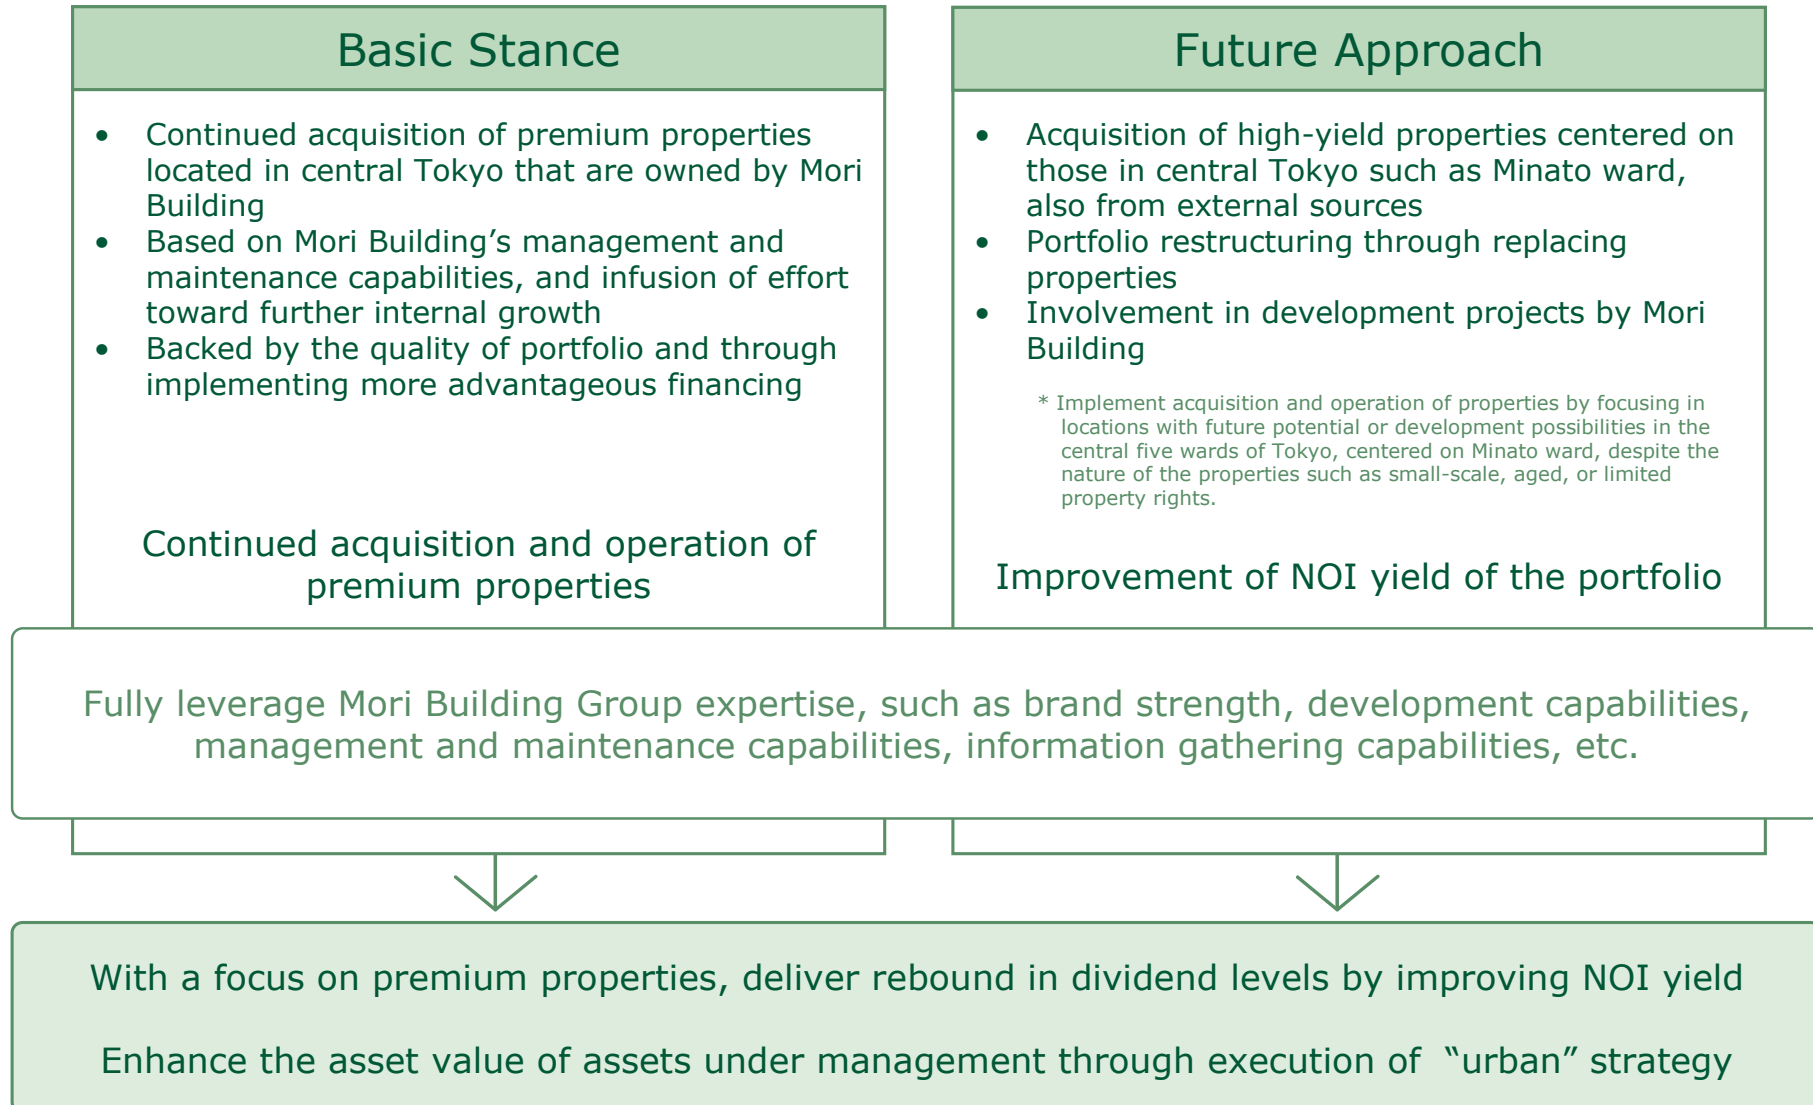 Basic Stance
• Continued acquisition of premium properties
located in central Tokyo that are owned by Mori
Building
• Based on Mori Building’s management and
maintenance capabilities, and infusion of effort
toward further internal growth
• Backed by the quality of portfolio and through
implementing more advantageous financing
Continued acquisition and operation of
premium properties
Future Approach
• Acquisition of high-yield properties centered on
those in central Tokyo such as Minato ward,
also from external sources
• Portfolio restructuring through replacing
properties
• Involvement in development projects by Mori
Building
* Implement acquisition and operation of properties by focusing in
locations with future potential or development possibilities in the
central five wards of Tokyo, centered on Minato ward, despite the
nature of the properties such as small-scale, aged, or limited
property rights.
Improvement of NOI yield of the portfolio
Fully leverage Mori Building Group expertise, such as brand strength, development capabilities,
management and maintenance capabilities, information gathering capabilities, etc.
With a focus on premium properties, deliver rebound in dividend levels by improving NOI yield
Enhance the asset value of assets under management through execution of “urban” strategy